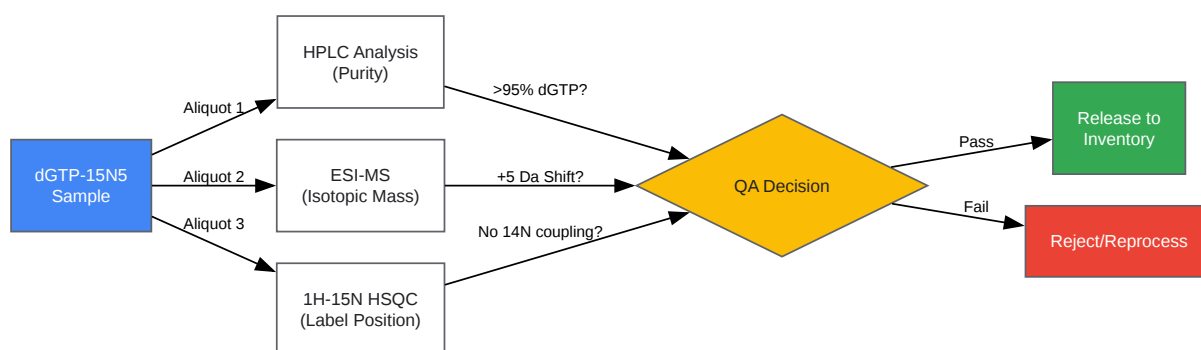 dGTP-15N5
Sample
Aliquot 1
Aliquot 2
Aliquot 3
HPLC Analysis
(Purity)
ESI-MS
(Isotopic Mass)
1H-15N HSQC
(Label Position)
>95% dGTP?
+5 Da Shift?
No 14N coupling?
QA Decision
Pass
Fail
Release to
Inventory
Reject/Reprocess